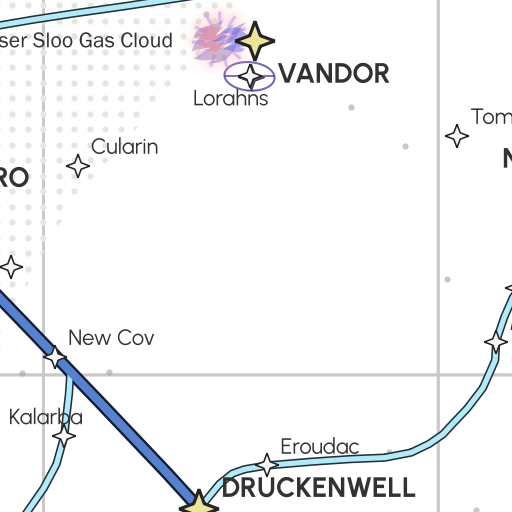 ser Sloo Gas Cloud
VANDOR
Lorahns
Tom
Cularin
RO
New Cov
Kalarba
Eroudac
DRUCKENWELL